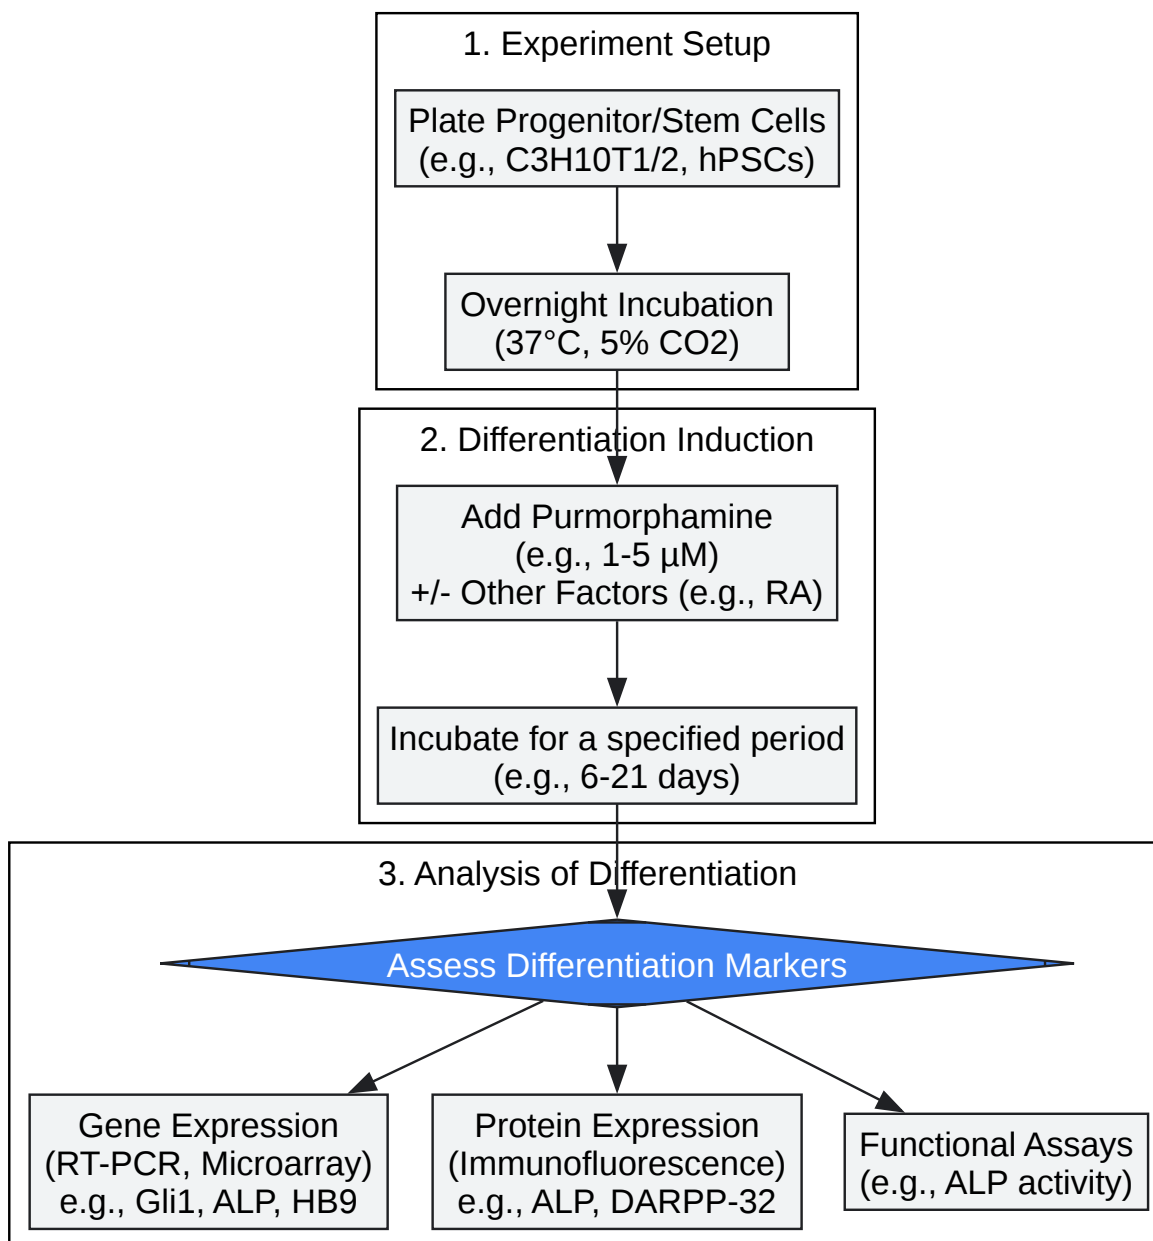 1. Experiment Setup
Plate Progenitor/Stem Cells
(e.g., C3H10T1/2, hPSCs)
Overnight Incubation
(37°C, 5% CO2)
2. Differentiation Induction
Add Purmorphamine
(e.g., 1-5 µM)
+/- Other Factors (e.g., RA)
Incubate for a specified period
(e.g., 6-21 days)
3. Analysis of Differentiation
Assess Differentiation Markers
Gene Expression
(RT-PCR, Microarray)
e.g., Gli1, ALP, HB9
Protein Expression
(Immunofluorescence)
e.g., ALP, DARPP-32
Functional Assays
(e.g., ALP activity)